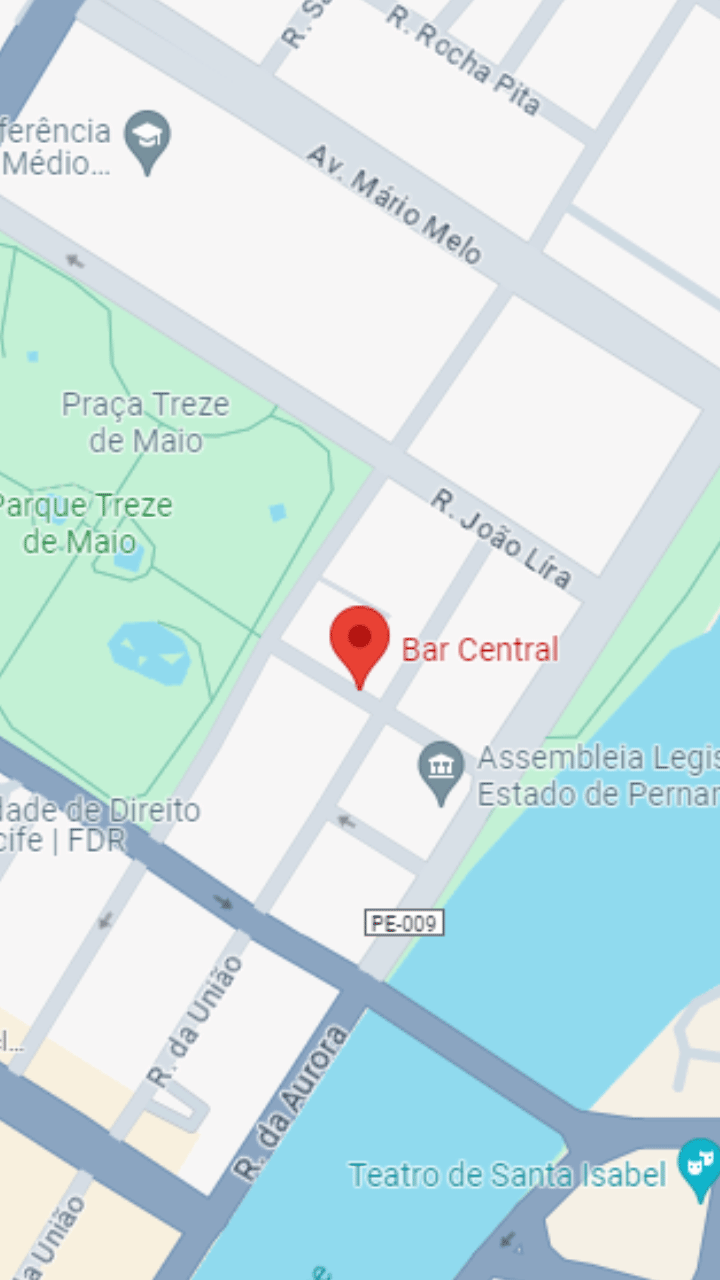 R. Rocha Pita
ferência
Médio...
Av. Mário Melo
Praça Treze
de Maio
Parque Treze
de Maio
R. João Lira
Bar Central
Assembleia Legis
Estado de Pernar
dade de Direito
cife | FDR
PE-009
R. da União
R. da Aurora
Teatro de Santa Isabel
da União